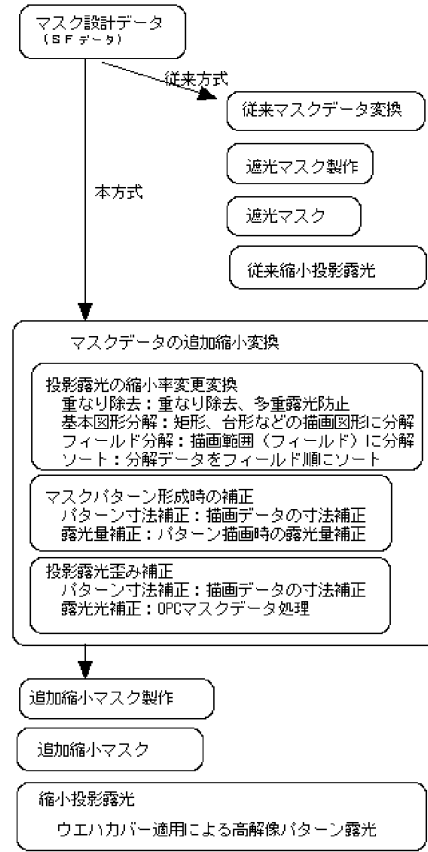 マスク設計データ
(ＳＦデータ)
従来方式
従来マスクデータ変換
遮光マスク製作
本方式
遮光マスク
従来縮小投影露光
マスクデータの追加縮小変換
投影露光の縮小率変更変換
重なり除去：重なり除去、多重露光防止
基本図形分解：矩形、台形などの描画図形に分解
フィールド分解：描画範囲（フィールド）に分解
ソート：分解データをフィールド順にソート
マスクパターン形成時の補正
パターン寸法補正：描画データの寸法補正
露光量補正：パターン描画時の露光量補正
投影露光歪み補正
パターン寸法補正：描画データの寸法補正
露光光補正：OPCマスクデータ処理
追加縮小マスク製作
追加縮小マスク
縮小投影露光
ウエハカバー適用による高解像パターン露光